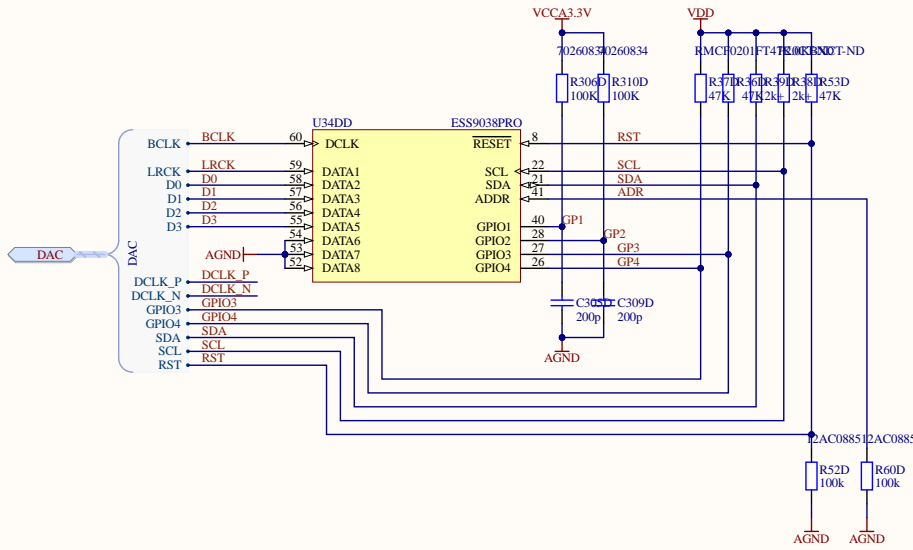 VCCA3.3V VDD
70260834 70260834
R306D R310D R37D R36D R39D R38D R53D
100K 100K 47K 47K 2k+ 2k+ 47K
U34DD ESS9038PRO
BCLK BCLK 60 DCLK RESET 8 RST
LRCK LRCK 59 DATA1 SCL 22 SCL
D0 D0 58 DATA2 SDA 21 SDA
D1 D1 57 DATA3 ADDR 41 ADR
D2 D2 56 DATA4
D3 D3 55 DATA5 GPIO1 40 GP1
54 DATA6 GPIO2 28 GP2
DAC DAC AGND 53 DATA7 GPIO3 27 GP3
52 DATA8 GPIO4 26 GP4
DCLK_P DCLK_P
DCLK_N DCLK_N
GPIO3 GPIO3 C305D C309D
GPIO4 GPIO4 200p 200p
SDA SDA
SCL SCL
RST RST
AGND
12AC0885 12AC0885
R52D R60D
100k 100k
AGND AGND